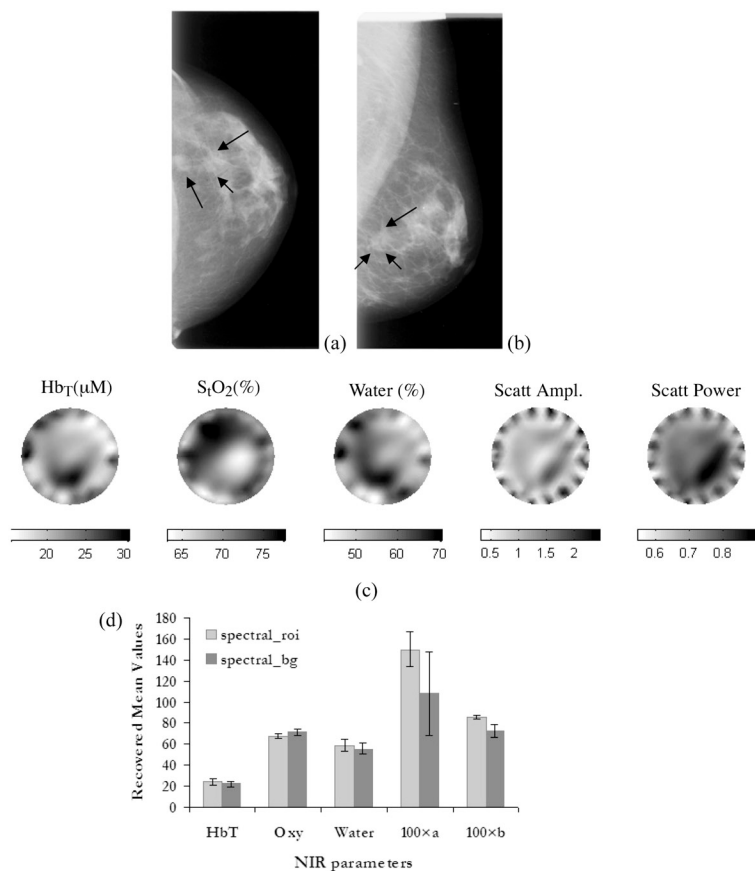 (a) (b)
HbT(μM) StO2(%) Water (%) Scatt Ampl. Scatt Power
20 25 30 65 70 75 50 60 70 0.5 1 1.5 2 0.6 0.7 0.8
(c)
(d)
180
160
140
120
100
80
60
40
20
0
Recovered Mean Values
spectral_roi
spectral_bg
HbT Oxy Water 100×a 100×b
NIR parameters